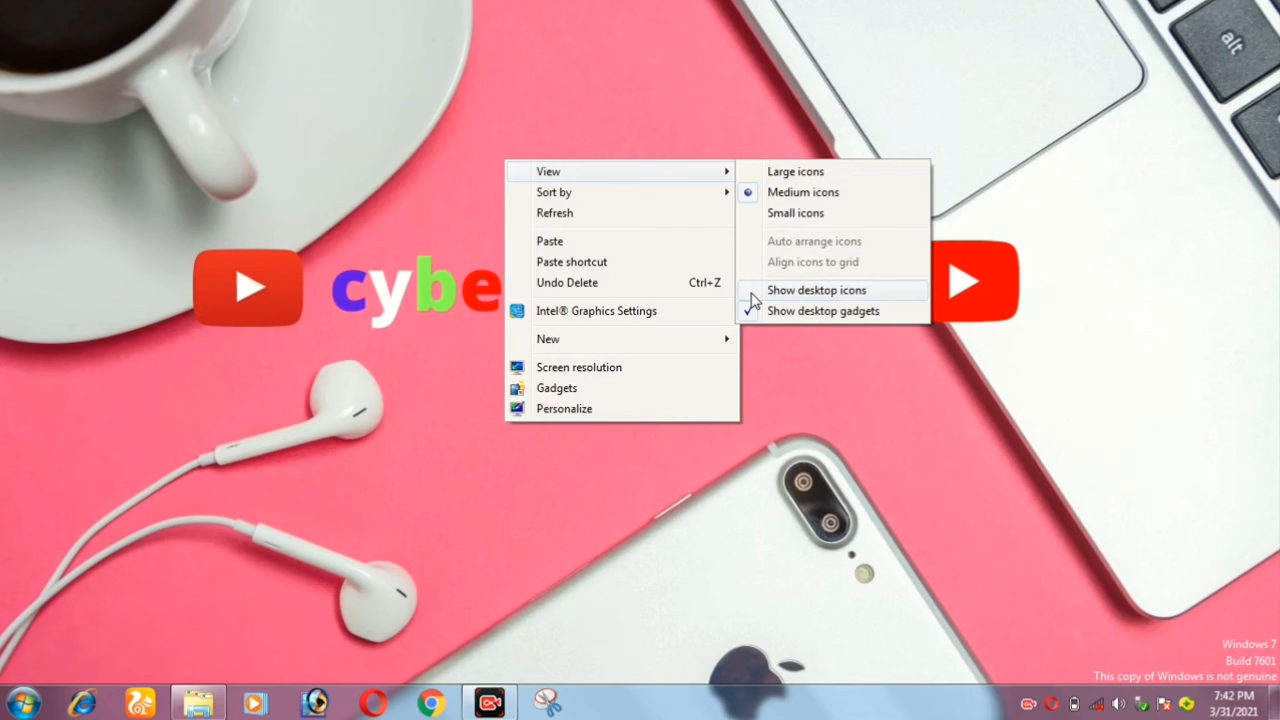 alt
View
Large icons
Sort by
Medium icons
Refresh
Small icons
Paste
Auto arrange icons
Paste shortcut
Align icons to grid
Undo Delete Ctrl+Z
Show desktop icons
Intel® Graphics Settings
Show desktop gadgets
cybe
New
Screen resolution
Gadgets
Personalize
Windows 7
Build 7601
This copy of Windows is not genuine
7:42 PM
3/31/2021